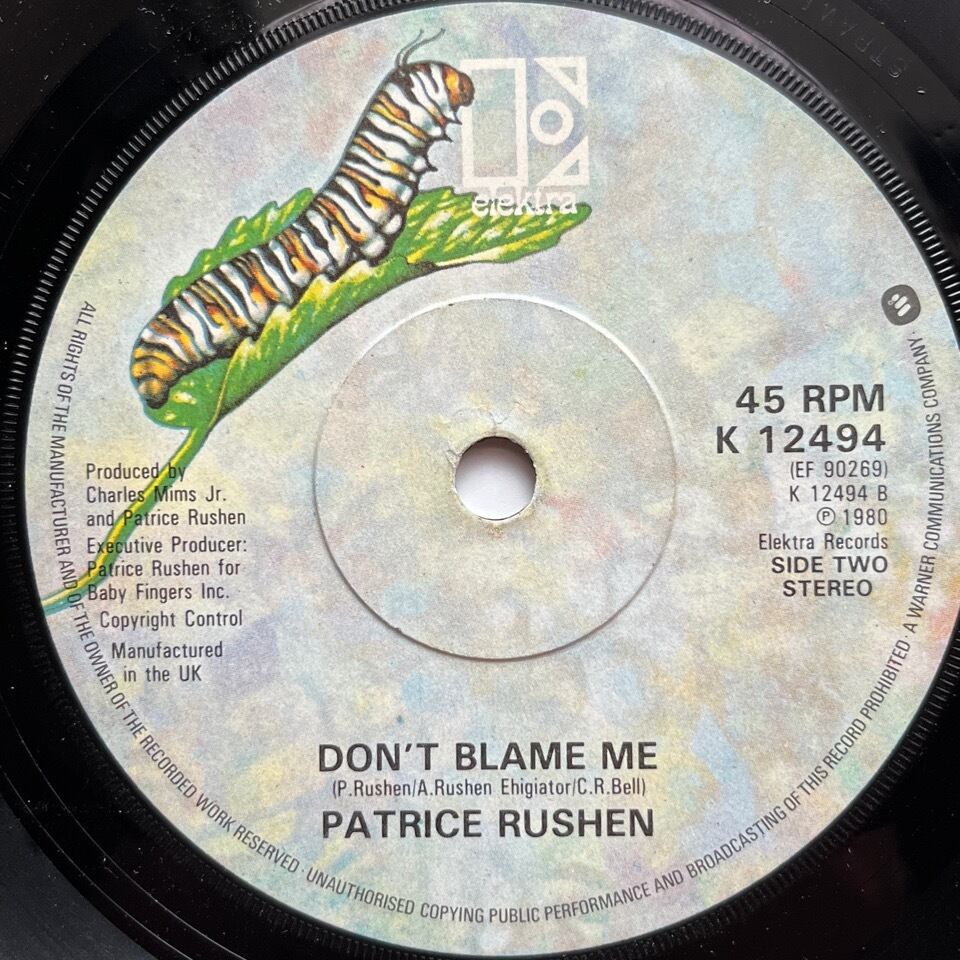 elektra
45 RPM
K 12494
(EF 90269)
K 12494 B
℗ 1980
Elektra Records
SIDE TWO
STEREO
Produced by
Charles Mims Jr.
and Patrice Rushen
Executive Producer:
Patrice Rushen for
Baby Fingers Inc.
Copyright Control
Manufactured
in the UK
DON'T BLAME ME
(P.Rushen/A.Rushen Ehigiator/C.R.Bell)
PATRICE RUSHEN
ALL RIGHTS OF THE MANUFACTURER AND OF THE OWNER OF THE RECORDED WORK RESERVED · UNAUTHORISED COPYING PUBLIC PERFORMANCE AND BROADCASTING OF THIS RECORD PROHIBITED · A WARNER COMMUNICATIONS COMPANY ·